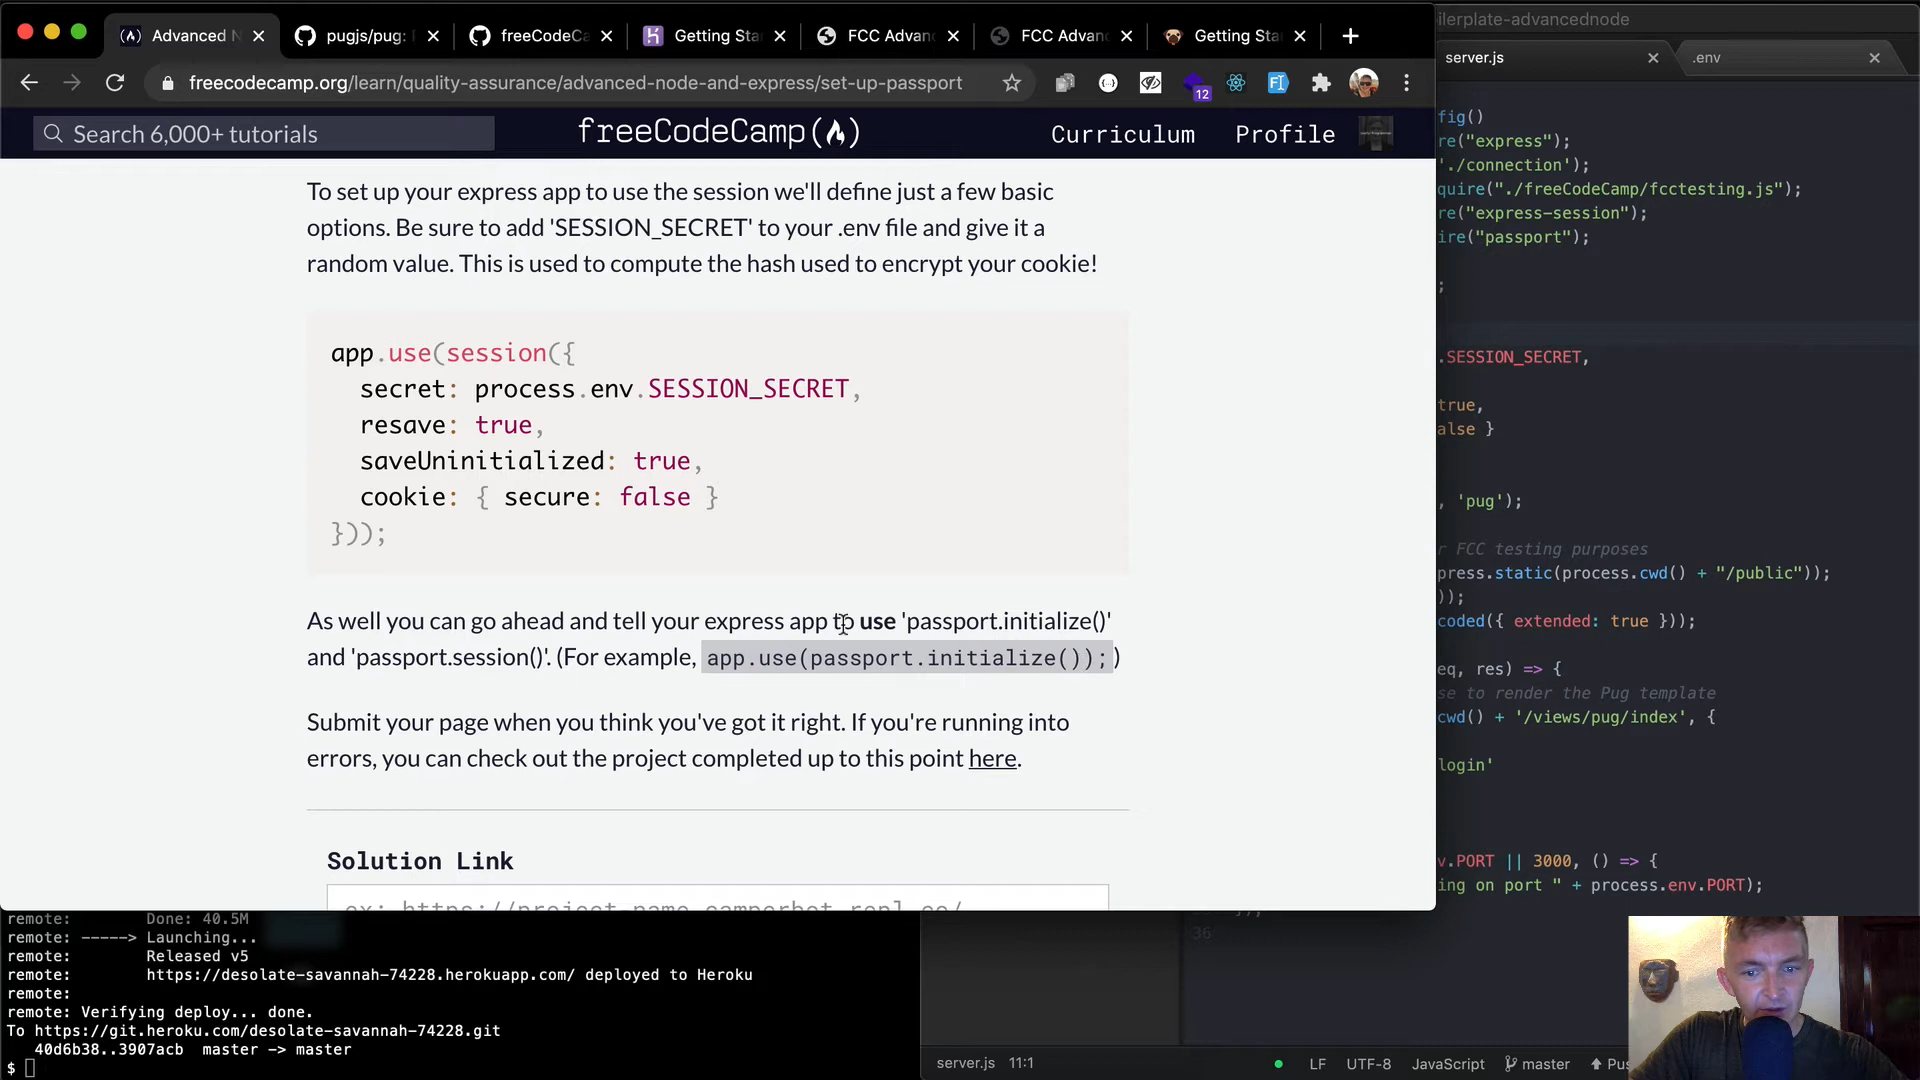 ilerplate-advancednode
Advanced N
pugjs/pug:
freeCodeCa
Getting Sta
FCC Advan
FCC Advan
Getting Sta
server.js
.env
freecodecamp.org/learn/quality-assurance/advanced-node-and-express/set-up-passport
12
Search 6,000+ tutorials
freeCodeCamp
Curriculum
Profile
To set up your express app to use the session we'll define just a few basic
options. Be sure to add 'SESSION_SECRET' to your .env file and give it a
random value. This is used to compute the hash used to encrypt your cookie!
app.use(session({
secret: process.env.SESSION_SECRET,
resave: true,
saveUninitialized: true,
cookie: { secure: false }
}));
As well you can go ahead and tell your express app to use 'passport.initialize()'
and 'passport.session()'. (For example, app.use(passport.initialize());)
Submit your page when you think you've got it right. If you're running into
errors, you can check out the project completed up to this point here.
Solution Link
ex: https://project-name.camperbot.repl.co/
fig()
re("express");
'./connection');
quire("./freeCodeCamp/fcctesting.js");
re("express-session");
ire("passport");
;
.SESSION_SECRET,
true,
alse }
, 'pug');
r FCC testing purposes
press.static(process.cwd() + "/public"));
));
coded({ extended: true }));
eq, res) => {
se to render the Pug template
cwd() + '/views/pug/index', {
login'
v.PORT || 3000, () => {
ing on port " + process.env.PORT);
});
36
remote: Done: 40.5M
remote: -----> Launching...
remote: Released v5
remote: https://desolate-savannah-74228.herokuapp.com/ deployed to Heroku
remote:
remote: Verifying deploy... done.
To https://git.heroku.com/desolate-savannah-74228.git
40d6b38..3907acb master -> master
$
server.js 11:1
LF
UTF-8
JavaScript
master
Pus